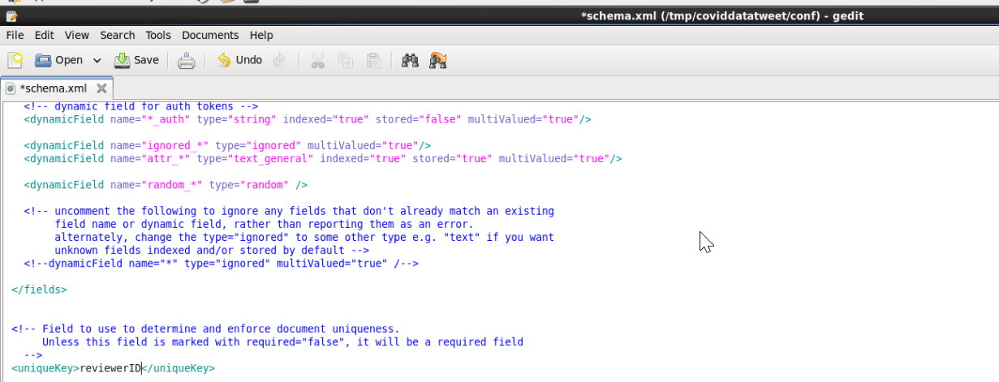 *schema.xml (/tmp/coviddatatweet/conf) - gedit
File Edit View Search Tools Documents Help
Open Save Undo
*schema.xml
<!-- dynamic field for auth tokens -->
<dynamicField name="*_auth" type="string" indexed="true" stored="false" multiValued="true"/>
<dynamicField name="ignored_*" type="ignored" multiValued="true"/>
<dynamicField name="attr_*" type="text_general" indexed="true" stored="true" multiValued="true"/>
<dynamicField name="random_*" type="random" />
<!-- uncomment the following to ignore any fields that don't already match an existing
field name or dynamic field, rather than reporting them as an error.
alternately, change the type="ignored" to some other type e.g. "text" if you want
unknown fields indexed and/or stored by default -->
<!--dynamicField name="*" type="ignored" multiValued="true" /-->
</fields>
<!-- Field to use to determine and enforce document uniqueness.
Unless this field is marked with required="false", it will be a required field
-->
<uniqueKey>reviewerID</uniqueKey>